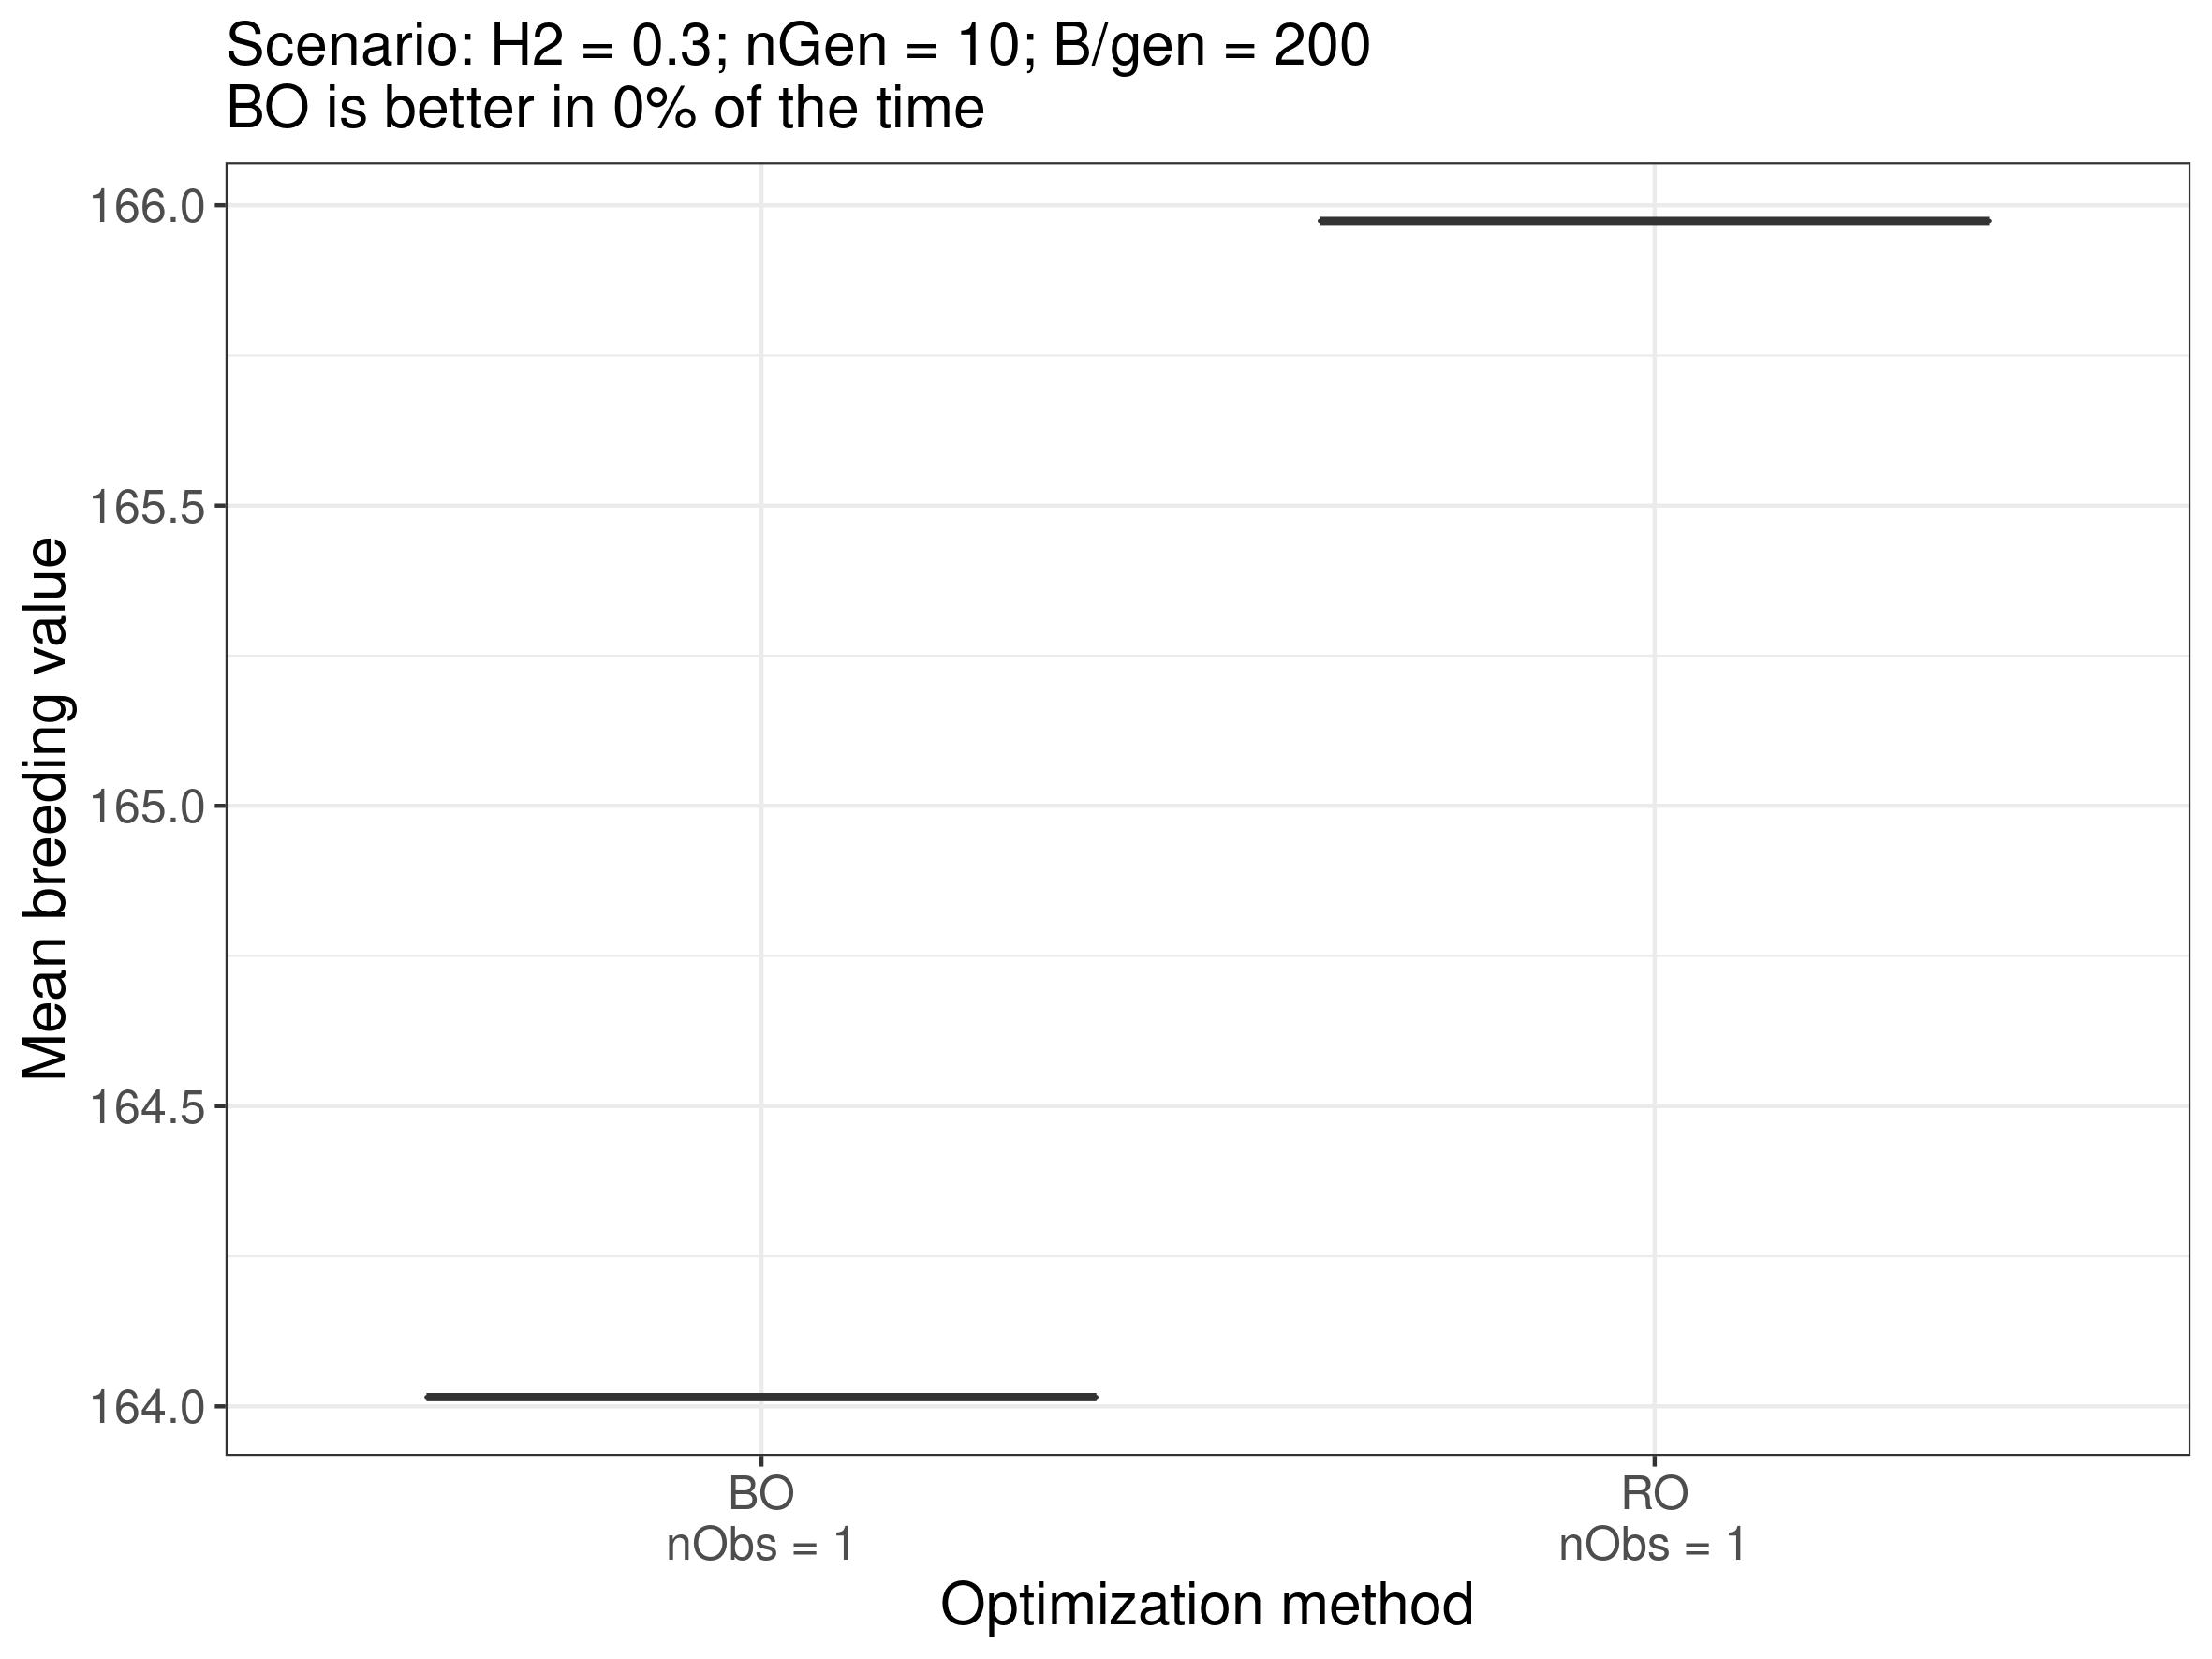 Scenario: H2 = 0.3; nGen = 10; B/gen = 200
BO is better in 0% of the time
Mean breeding value
166.0
165.5
165.0
164.5
164.0
BO
nObs = 1
RO
nObs = 1
Optimization method